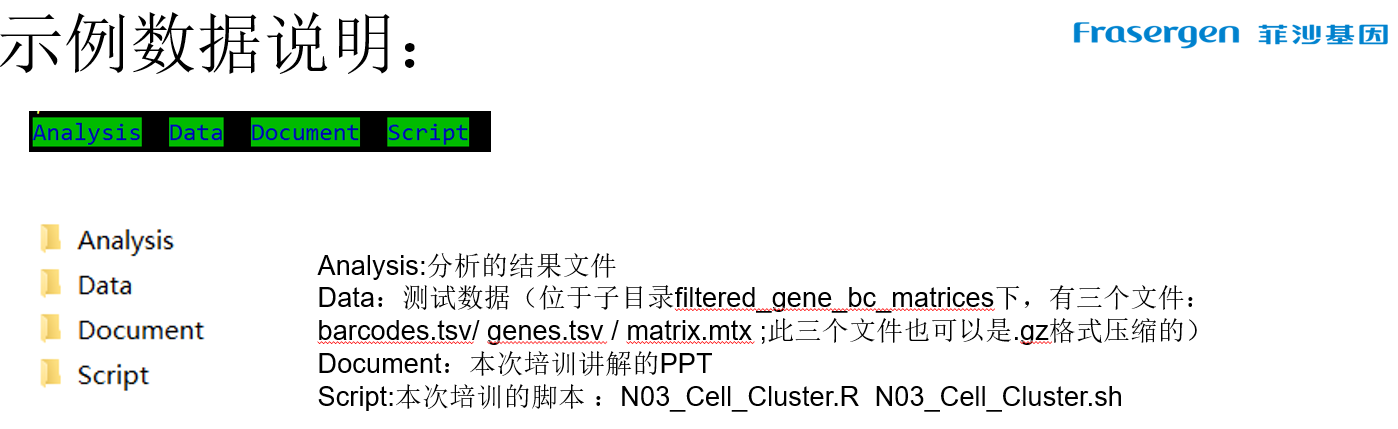 示例数据说明：
Frasergen 菲沙基因
Analysis Data Document Script
Analysis
Data
Document
Script
Analysis:分析的结果文件
Data：测试数据（位于子目录filtered_gene_bc_matrices下，有三个文件：
barcodes.tsv/ genes.tsv / matrix.mtx ;此三个文件也可以是.gz格式压缩的）
Document：本次培训讲解的PPT
Script:本次培训的脚本 ：N03_Cell_Cluster.R N03_Cell_Cluster.sh